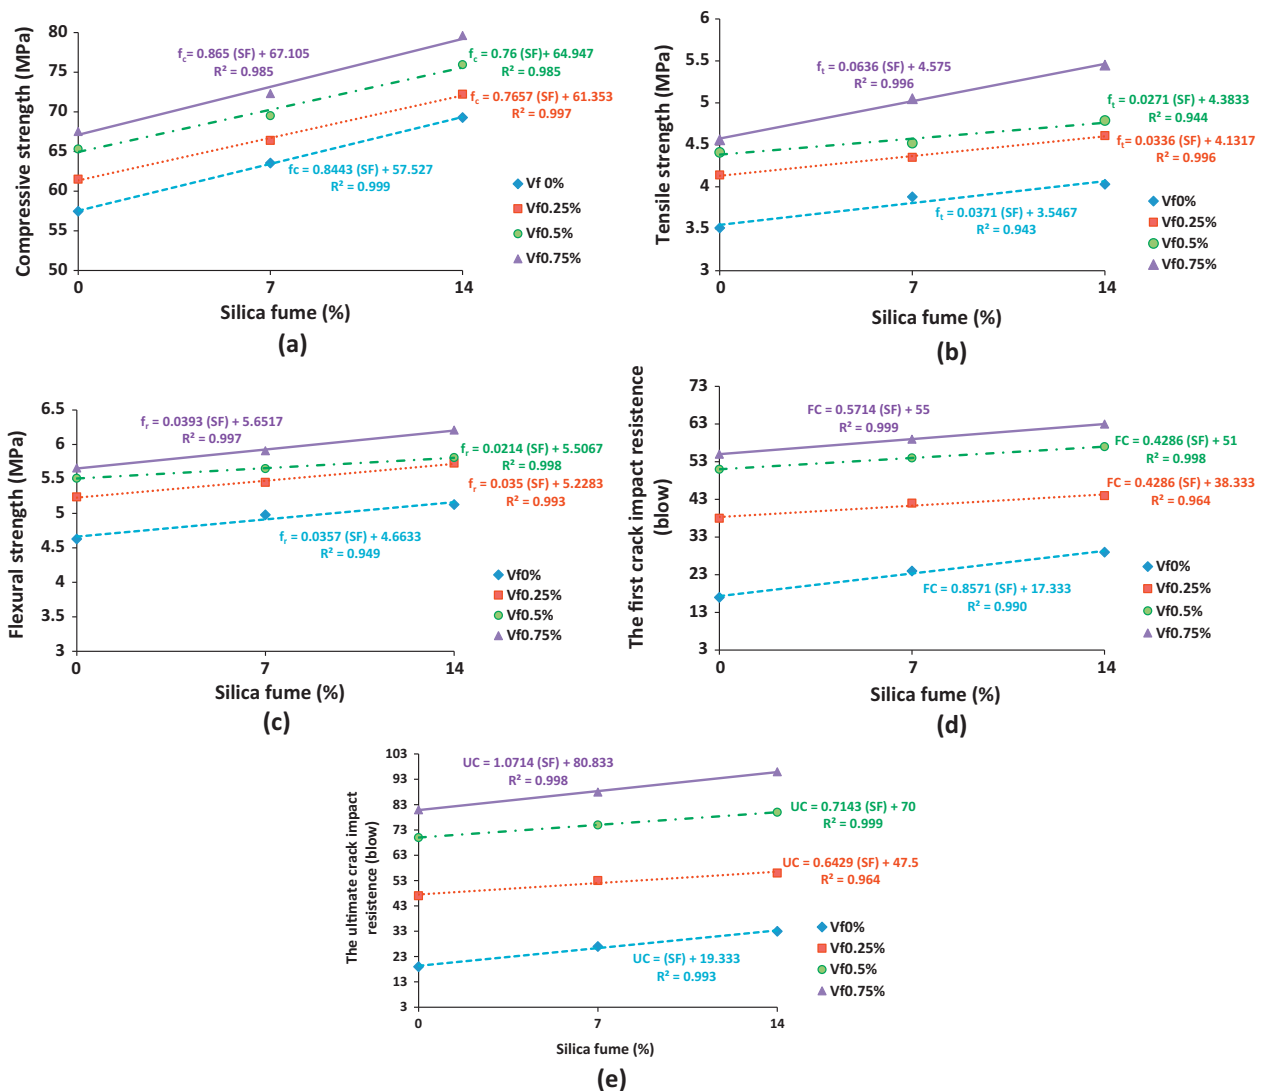 80
75
70
65
60
55
50
Compressive strength (MPa)
f_c= 0.865 (SF) + 67.105
R² = 0.985
f_c = 0.76 (SF)+ 64.947
R² = 0.985
f_c = 0.7657 (SF) + 61.353
R² = 0.997
fc = 0.8443 (SF) + 57.527
R² = 0.999
Vf 0%
Vf0.25%
Vf0.5%
Vf0.75%
0 7 14
Silica fume (%)
(a)
6
5.5
5
4.5
4
3.5
3
Tensile strength (MPa)
f_t = 0.0636 (SF) + 4.575
R² = 0.996
f_t = 0.0271 (SF) + 4.3833
R² = 0.944
f_t= 0.0336 (SF) + 4.1317
R² = 0.996
f_t = 0.0371 (SF) + 3.5467
R² = 0.943
Vf0%
Vf0.25%
Vf0.5%
Vf0.75%
0 7 14
Silica fume (%)
(b)
6.5
6
5.5
5
4.5
4
3.5
3
Flexural strength (MPa)
f_r = 0.0393 (SF) + 5.6517
R² = 0.997
f_r = 0.0214 (SF) + 5.5067
R² = 0.998
f_r = 0.035 (SF) + 5.2283
R² = 0.993
f_r = 0.0357 (SF) + 4.6633
R² = 0.949
Vf0%
Vf0.25%
Vf0.5%
Vf0.75%
0 7 14
Silica fume (%)
(c)
73
63
53
43
33
23
13
3
The first crack impact resistence
(blow)
FC = 0.5714 (SF) + 55
R² = 0.999
FC = 0.4286 (SF) + 51
R² = 0.998
FC = 0.4286 (SF) + 38.333
R² = 0.964
FC = 0.8571 (SF) + 17.333
R² = 0.990
Vf0%
Vf0.25%
Vf0.5%
Vf0.75%
0 7 14
Silica fume (%)
(d)
103
93
83
73
63
53
43
33
23
13
3
The ultimate crack impact
resistence (blow)
UC = 1.0714 (SF) + 80.833
R² = 0.998
UC = 0.7143 (SF) + 70
R² = 0.999
UC = 0.6429 (SF) + 47.5
R² = 0.964
UC = (SF) + 19.333
R² = 0.993
Vf0%
Vf0.25%
Vf0.5%
Vf0.75%
0 7 14
Silica fume (%)
(e)